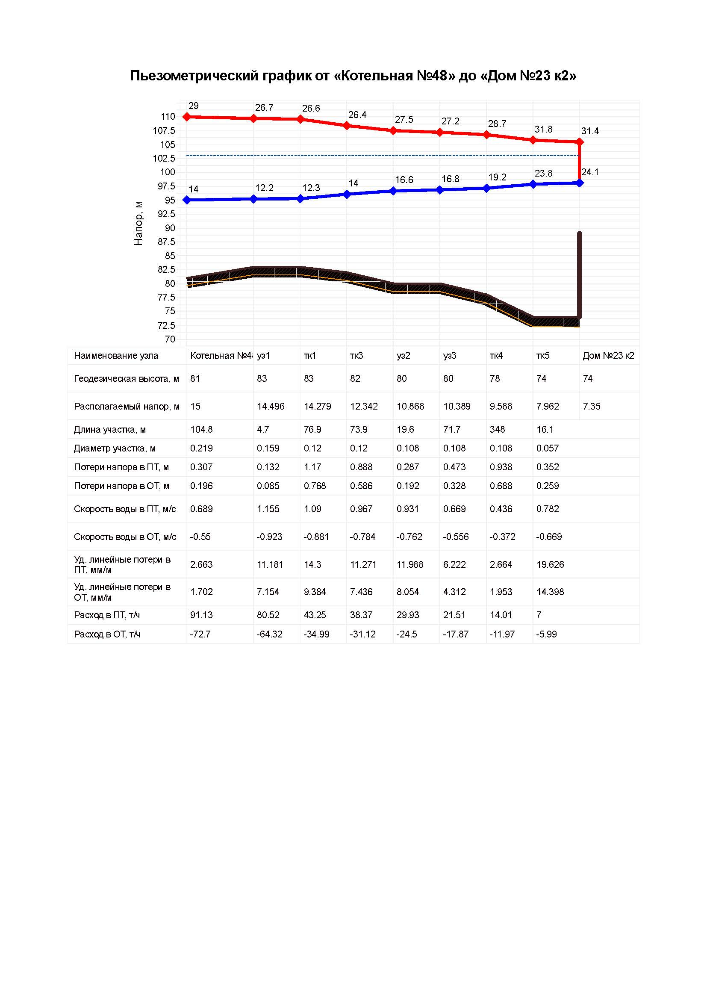 Пьезометрический график от «Котельная №48» до «Дом №23 к2»
29 26.7 26.6 26.4 27.5 27.2 28.7 31.8 31.4
110
107.5
105
102.5
100
97.5
95
92.5
90
87.5
85
82.5
80
77.5
75
72.5
70
14 12.2 12.3 14 16.6 16.8 19.2 23.8 24.1
Напор, м
Наименование узла Котельная №48 уз1 тк1 тк3 уз2 уз3 тк4 тк5 Дом №23 к2
Геодезическая высота, м 81 83 83 82 80 80 78 74 74
Располагаемый напор, м 15 14.496 14.279 12.342 10.868 10.389 9.588 7.962 7.35
Длина участка, м 104.8 4.7 76.9 73.9 19.6 71.7 348 16.1
Диаметр участка, м 0.219 0.159 0.12 0.12 0.108 0.108 0.108 0.057
Потери напора в ПТ, м 0.307 0.132 1.17 0.888 0.287 0.473 0.938 0.352
Потери напора в ОТ, м 0.196 0.085 0.768 0.586 0.192 0.328 0.688 0.259
Скорость воды в ПТ, м/с 0.689 1.155 1.09 0.967 0.931 0.669 0.436 0.782
Скорость воды в ОТ, м/с -0.55 -0.923 -0.881 -0.784 -0.762 -0.556 -0.372 -0.669
Уд. линейные потери в
ПТ, мм/м 2.663 11.181 14.3 11.271 11.988 6.222 2.664 19.626
Уд. линейные потери в
ОТ, мм/м 1.702 7.154 9.384 7.436 8.054 4.312 1.953 14.398
Расход в ПТ, т/ч 91.13 80.52 43.25 38.37 29.93 21.51 14.01 7
Расход в ОТ, т/ч -72.7 -64.32 -34.99 -31.12 -24.5 -17.87 -11.97 -5.99